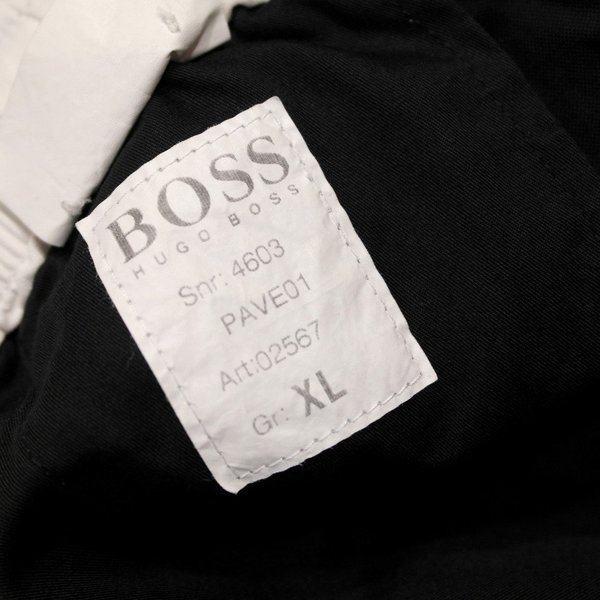 BOSS
HUGO BOSS
Snr: 4603
PAVE01
Art:02567
Gr: XL